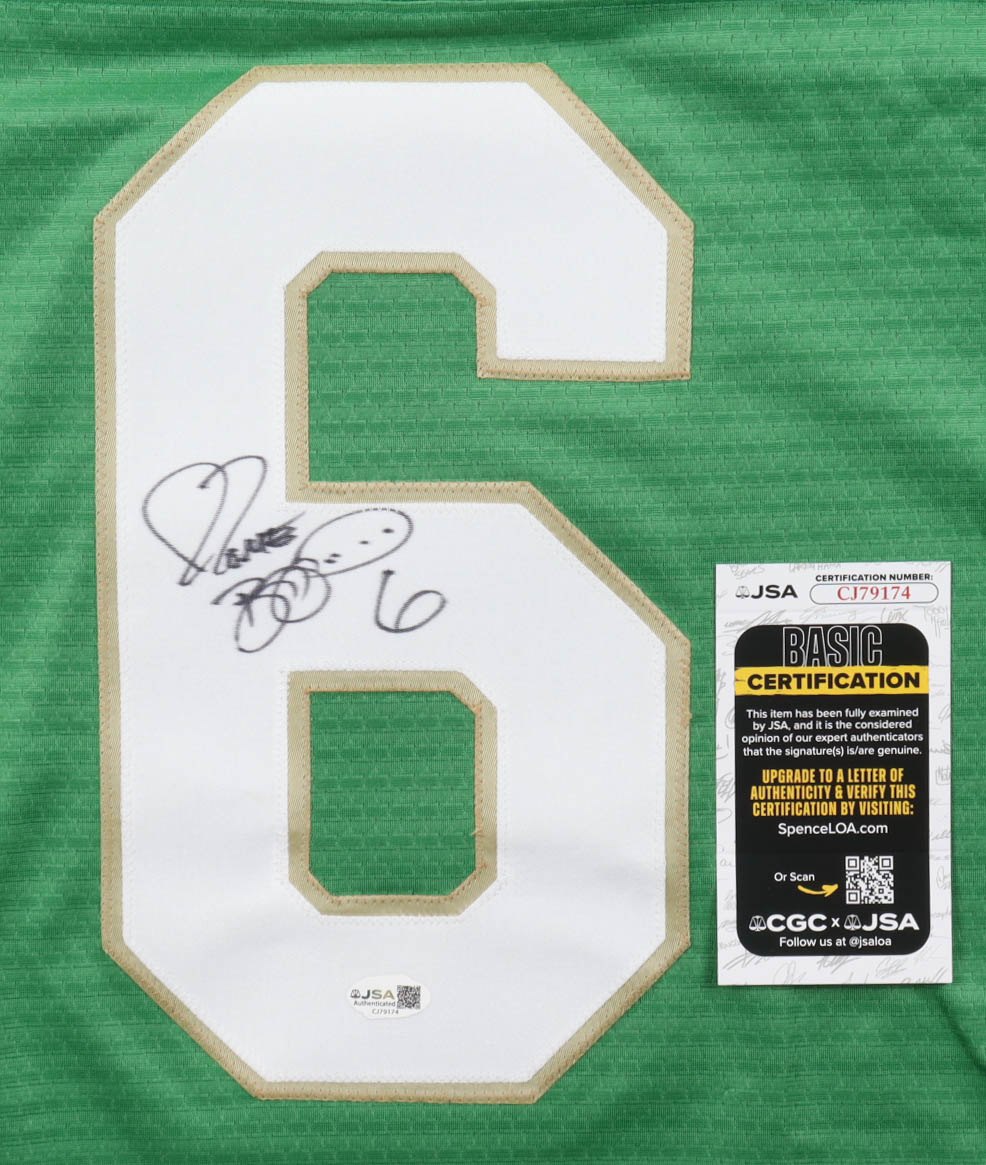 6
6
JSA
Authenticated
CJ79174
JSA
CERTIFICATION NUMBER:
CJ79174
BASIC
CERTIFICATION
This item has been fully examined
by JSA, and it is the considered
opinion of our expert authenticators
that the signature(s) is/are genuine.
UPGRADE TO A LETTER OF
AUTHENTICITY & VERIFY THIS
CERTIFICATION BY VISITING:
SpenceLOA.com
Or Scan
CGC x JSA
Follow us at @jsaloa